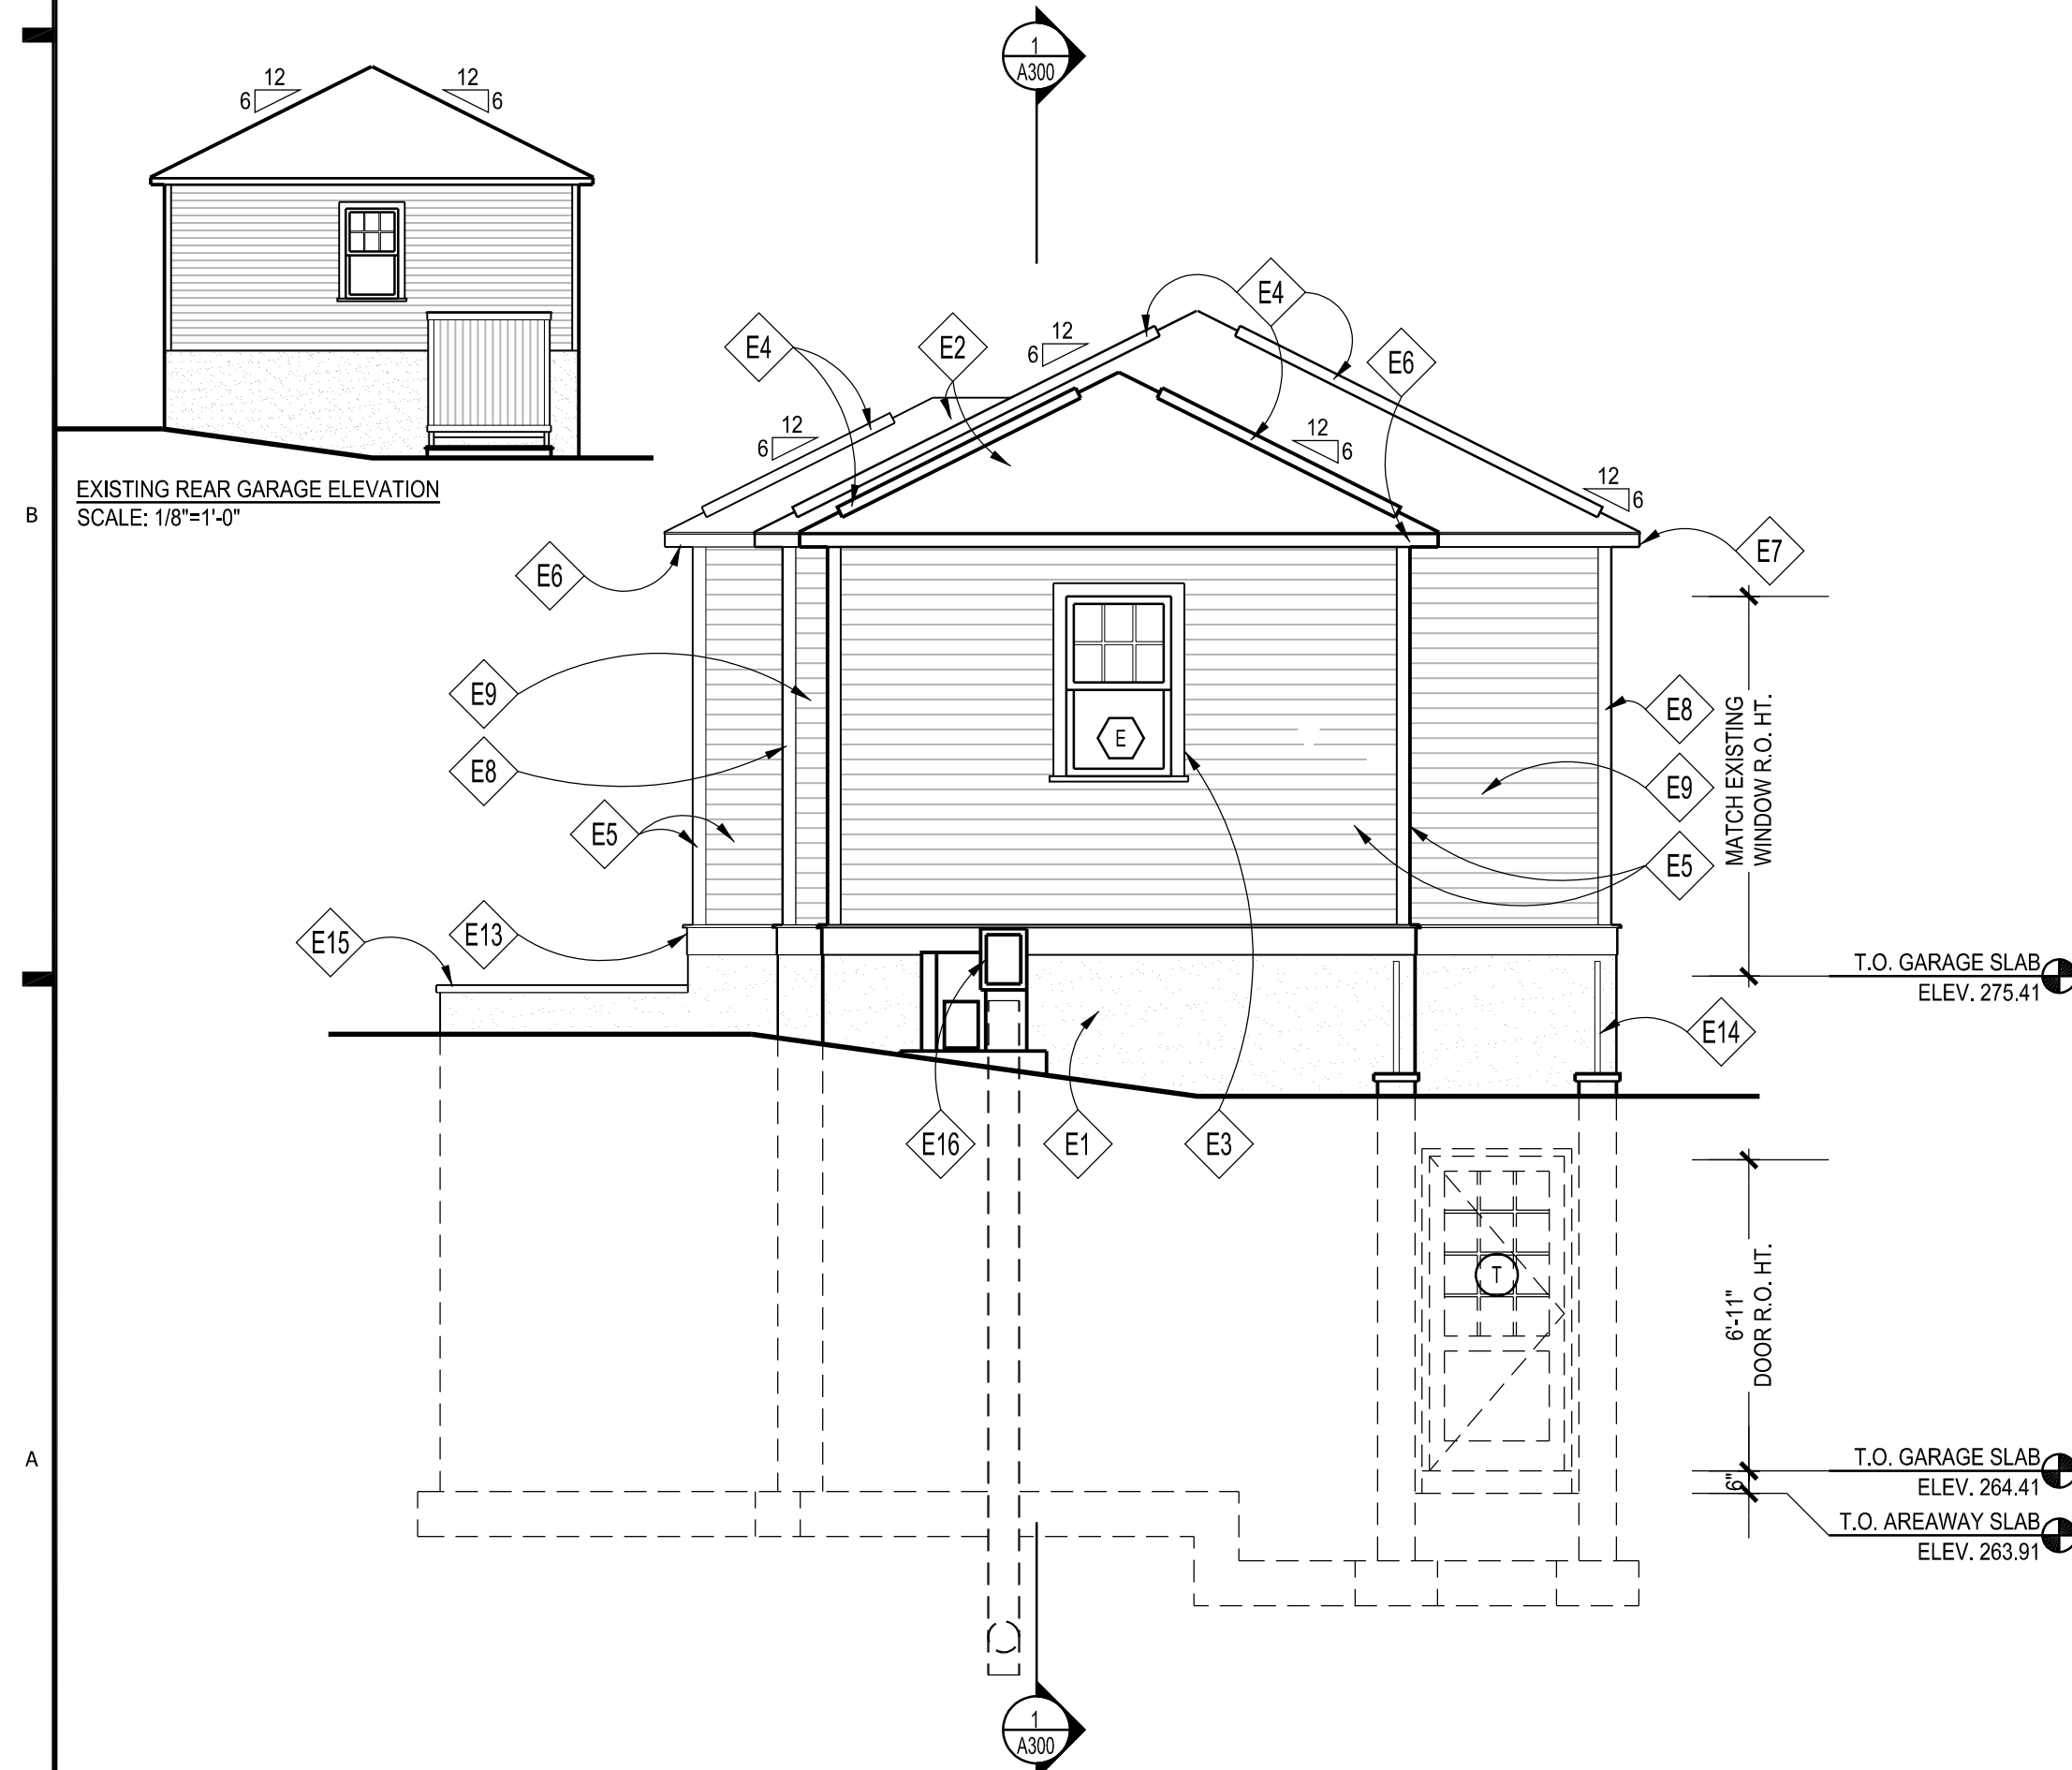 1
A300
12
12
6
6
EXISTING REAR GARAGE ELEVATION
SCALE: 1/8"=1'-0"
B
E4
E4
E2
12
6
E6
12
6
12
6
12
6
E6
E7
E9
E8
E8
E
E9
E5
E5
MATCH EXISTING
WINDOW R.O. HT.
E15
E13
T.O. GARAGE SLAB
ELEV. 275.41
E14
E16
E1
E3
T
6'-11"
DOOR R.O. HT.
A
T.O. GARAGE SLAB
ELEV. 264.41
6"
T.O. AREAWAY SLAB
ELEV. 263.91
1
A300